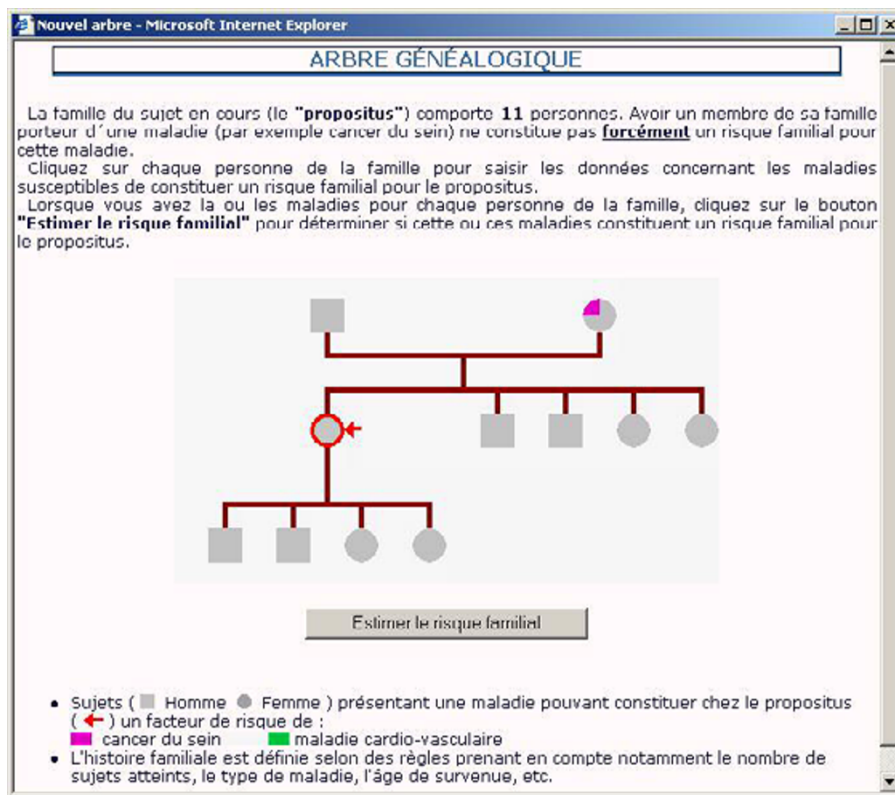 Nouvel arbre - Microsoft Internet Explorer
ARBRE GÉNÉALOGIQUE
La famille du sujet en cours (le "propositus") comporte 11 personnes. Avoir un membre de sa famille
porteur d´une maladie (par exemple cancer du sein) ne constitue pas forcément un risque familial pour
cette maladie.
Cliquez sur chaque personne de la famille pour saisir les données concernant les maladies
susceptibles de constituer un risque familial pour le propositus.
Lorsque vous avez la ou les maladies pour chaque personne de la famille, cliquez sur le bouton
"Estimer le risque familial" pour déterminer si cette ou ces maladies constituent un risque familial pour
le propositus.
Estimer le risque familial
• Sujets ( Homme Femme ) présentant une maladie pouvant constituer chez le propositus
( ) un facteur de risque de :
cancer du sein maladie cardio-vasculaire
• L'histoire familiale est définie selon des règles prenant en compte notamment le nombre de
sujets atteints, le type de maladie, l'âge de survenue, etc.